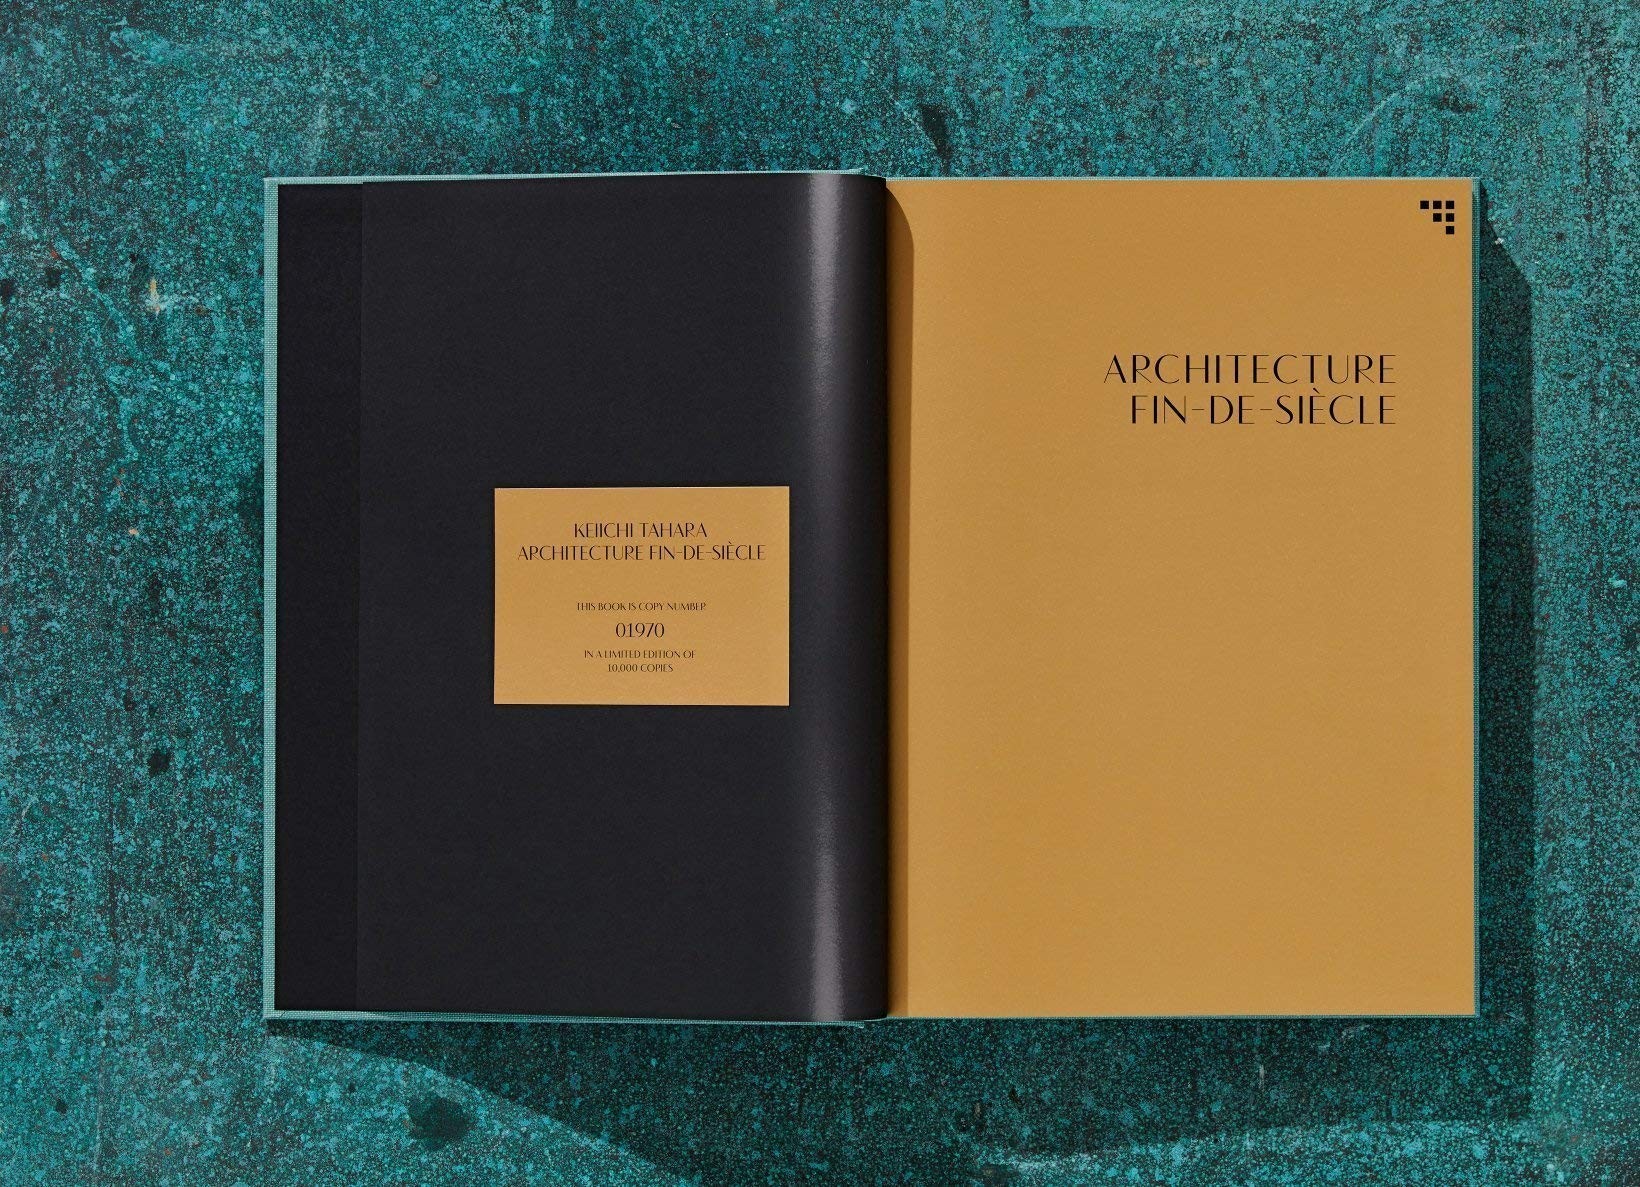 KEIICHI TAHARA
ARCHITECTURE FIN-DE-SIÈCLE
THIS BOOK IS COPY NUMBER
01970
IN A LIMITED EDITION OF
10,000 COPIES
ARCHITECTURE
FIN-DE-SIÈCLE